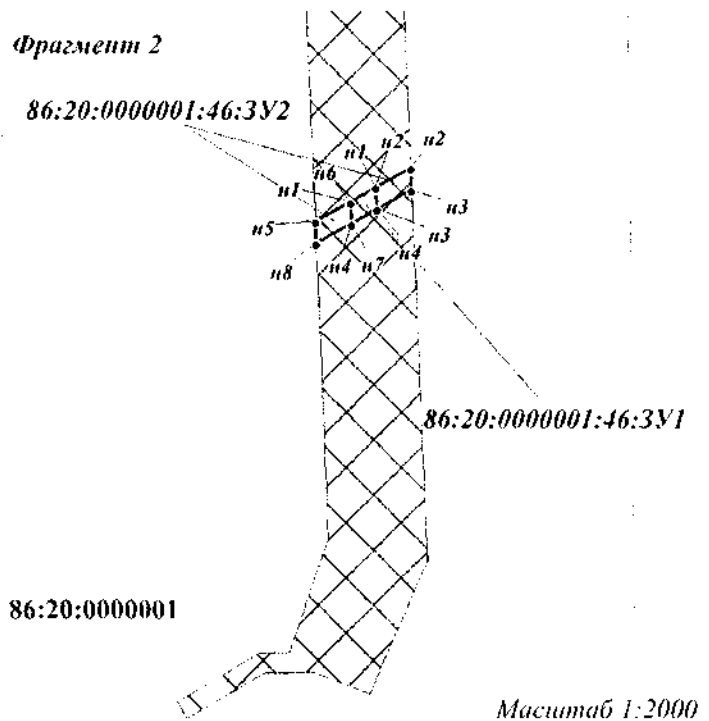 Фрагмент 2
86:20:0000001:46:ЗУ2
н2
н2
н1
н6
н1
н3
н5
н3
н4
н7
н4
н8
86:20:0000001:46:ЗУ1
86:20:0000001
Масштаб 1:2000